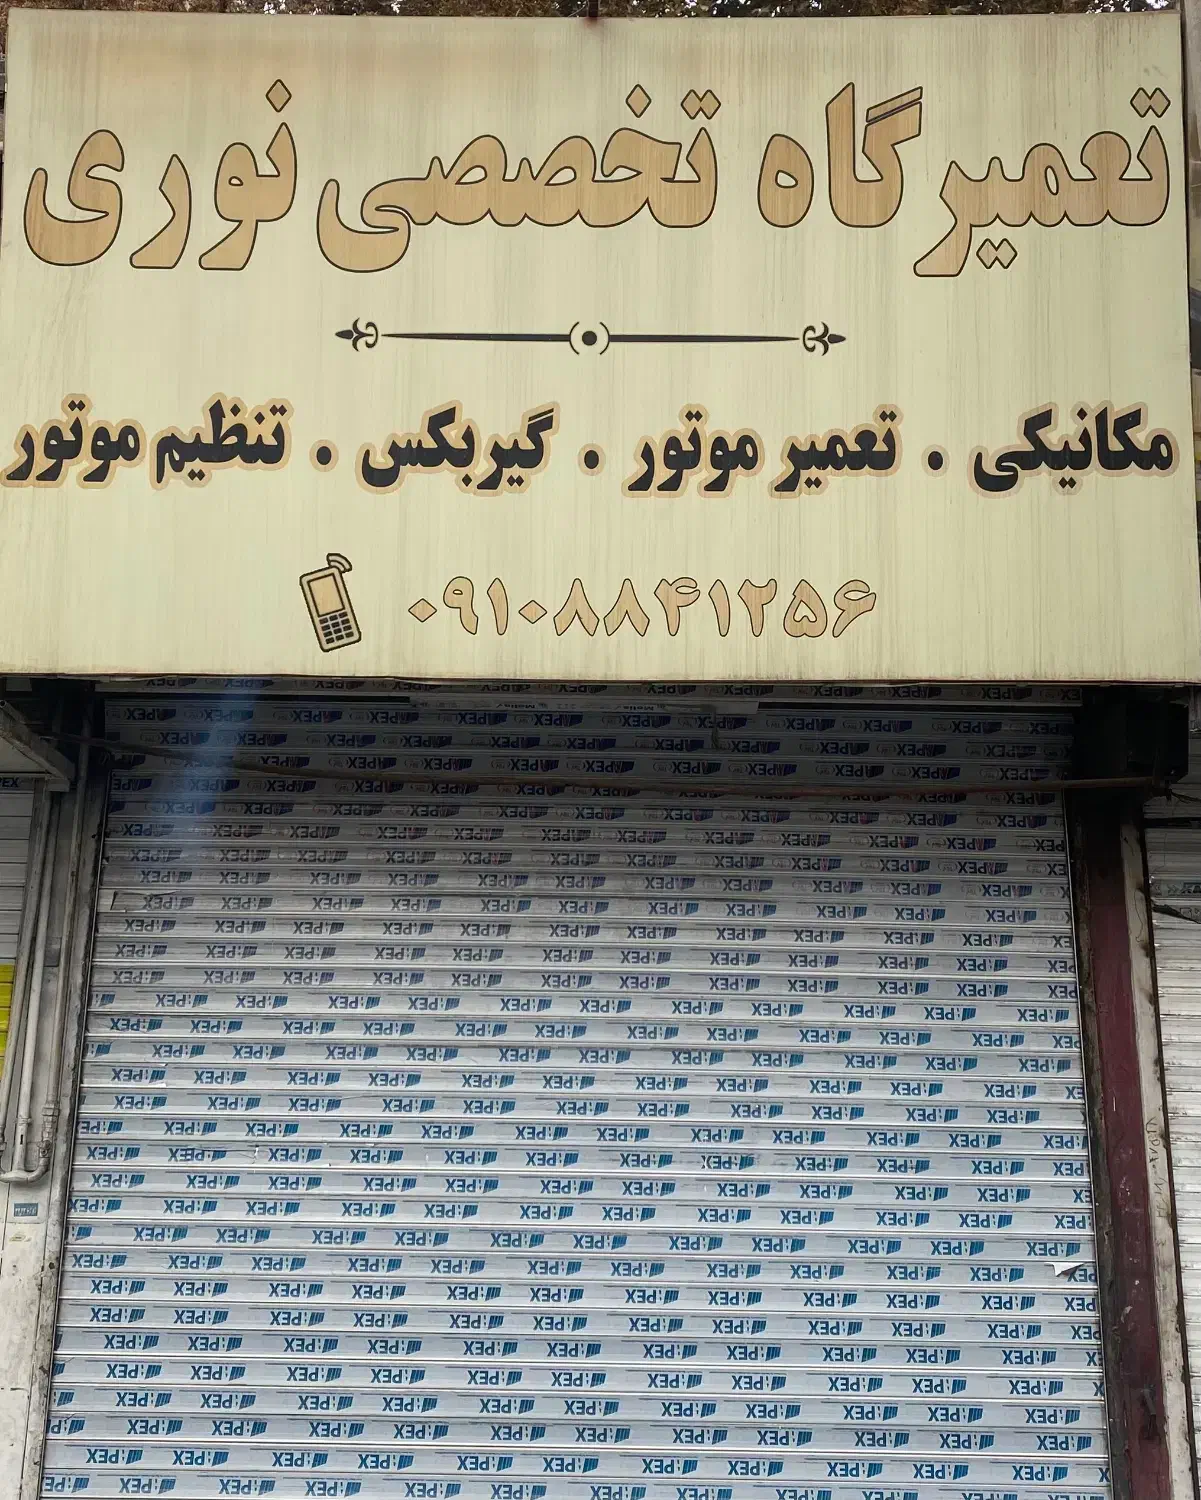 تعمیرگاه تخصصی نوری
مکانیکی . تعمیر موتور . گیربکس . تنظیم موتور
۰۹۱۰۸۸۴۱۲۵۶